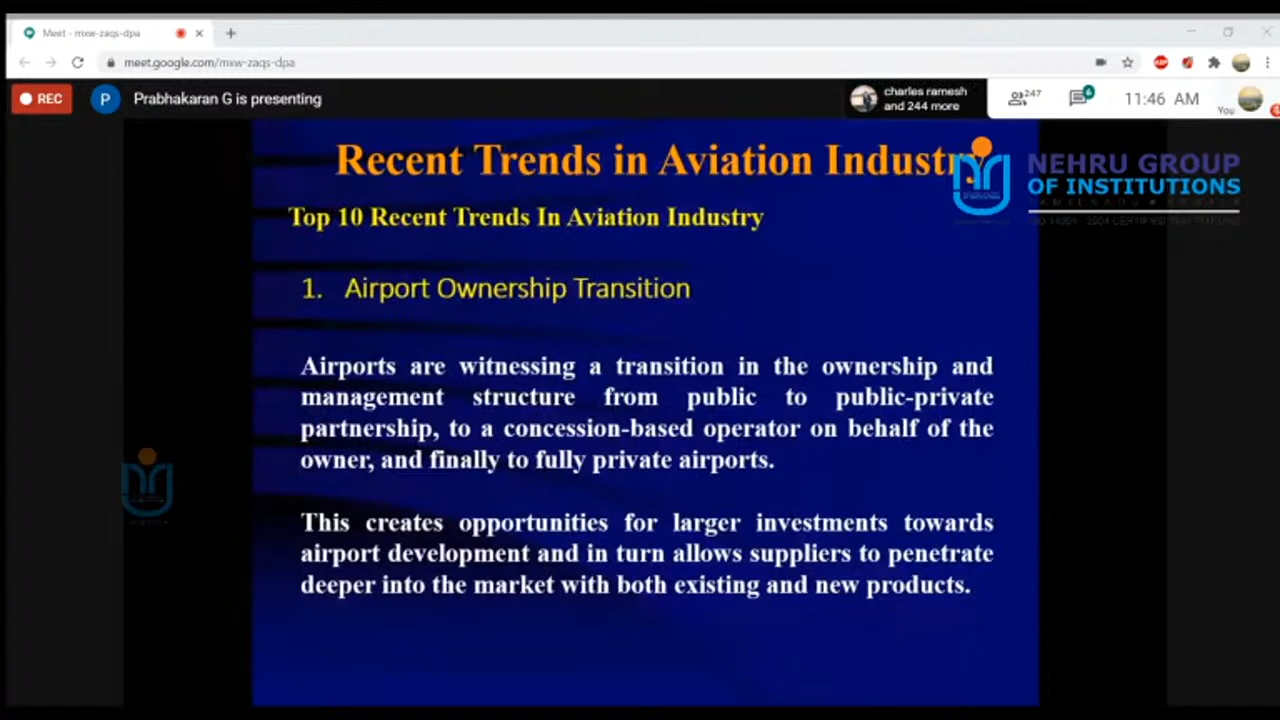 Meet - mxw-zaqs-dpa
meet.google.com/mxw-zaqs-dpa
REC
P
Prabhakaran G is presenting
charles ramesh
and 244 more
247
6
11:46 AM
You
Recent Trends in Aviation Industry
NEHRU GROUP
OF INSTITUTIONS
Top 10 Recent Trends In Aviation Industry
1. Airport Ownership Transition
Airports are witnessing a transition in the ownership and
management structure from public to public-private
partnership, to a concession-based operator on behalf of the
owner, and finally to fully private airports.
This creates opportunities for larger investments towards
airport development and in turn allows suppliers to penetrate
deeper into the market with both existing and new products.